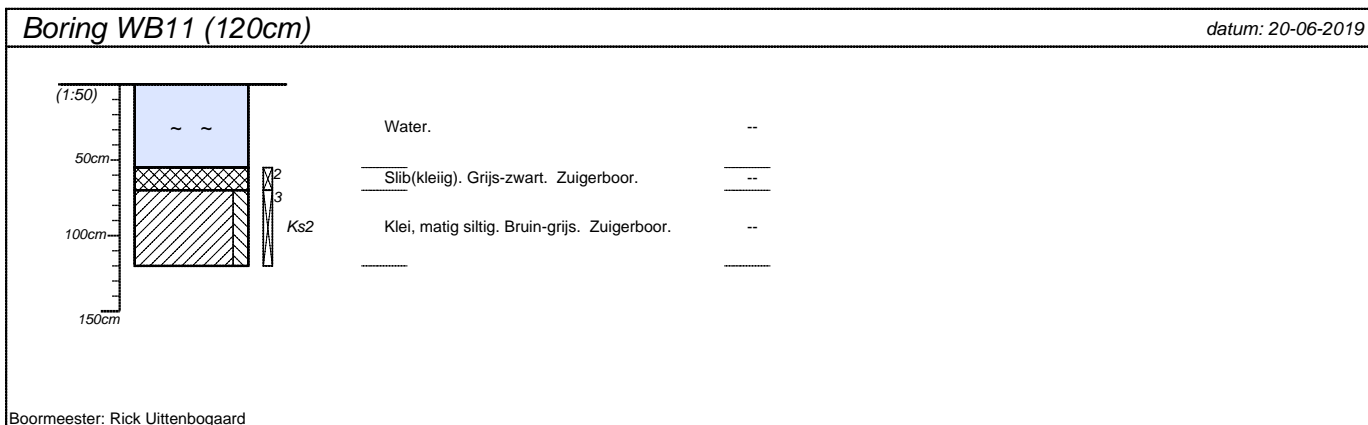 Boring WB11 (120cm) datum: 20-06-2019
(1:50)
~ ~ Water. --
50cm
2 Slib(kleiig). Grijs-zwart. Zuigerboor. --
3
100cm Ks2 Klei, matig siltig. Bruin-grijs. Zuigerboor. --
150cm
Boormeester: Rick Uittenbogaard